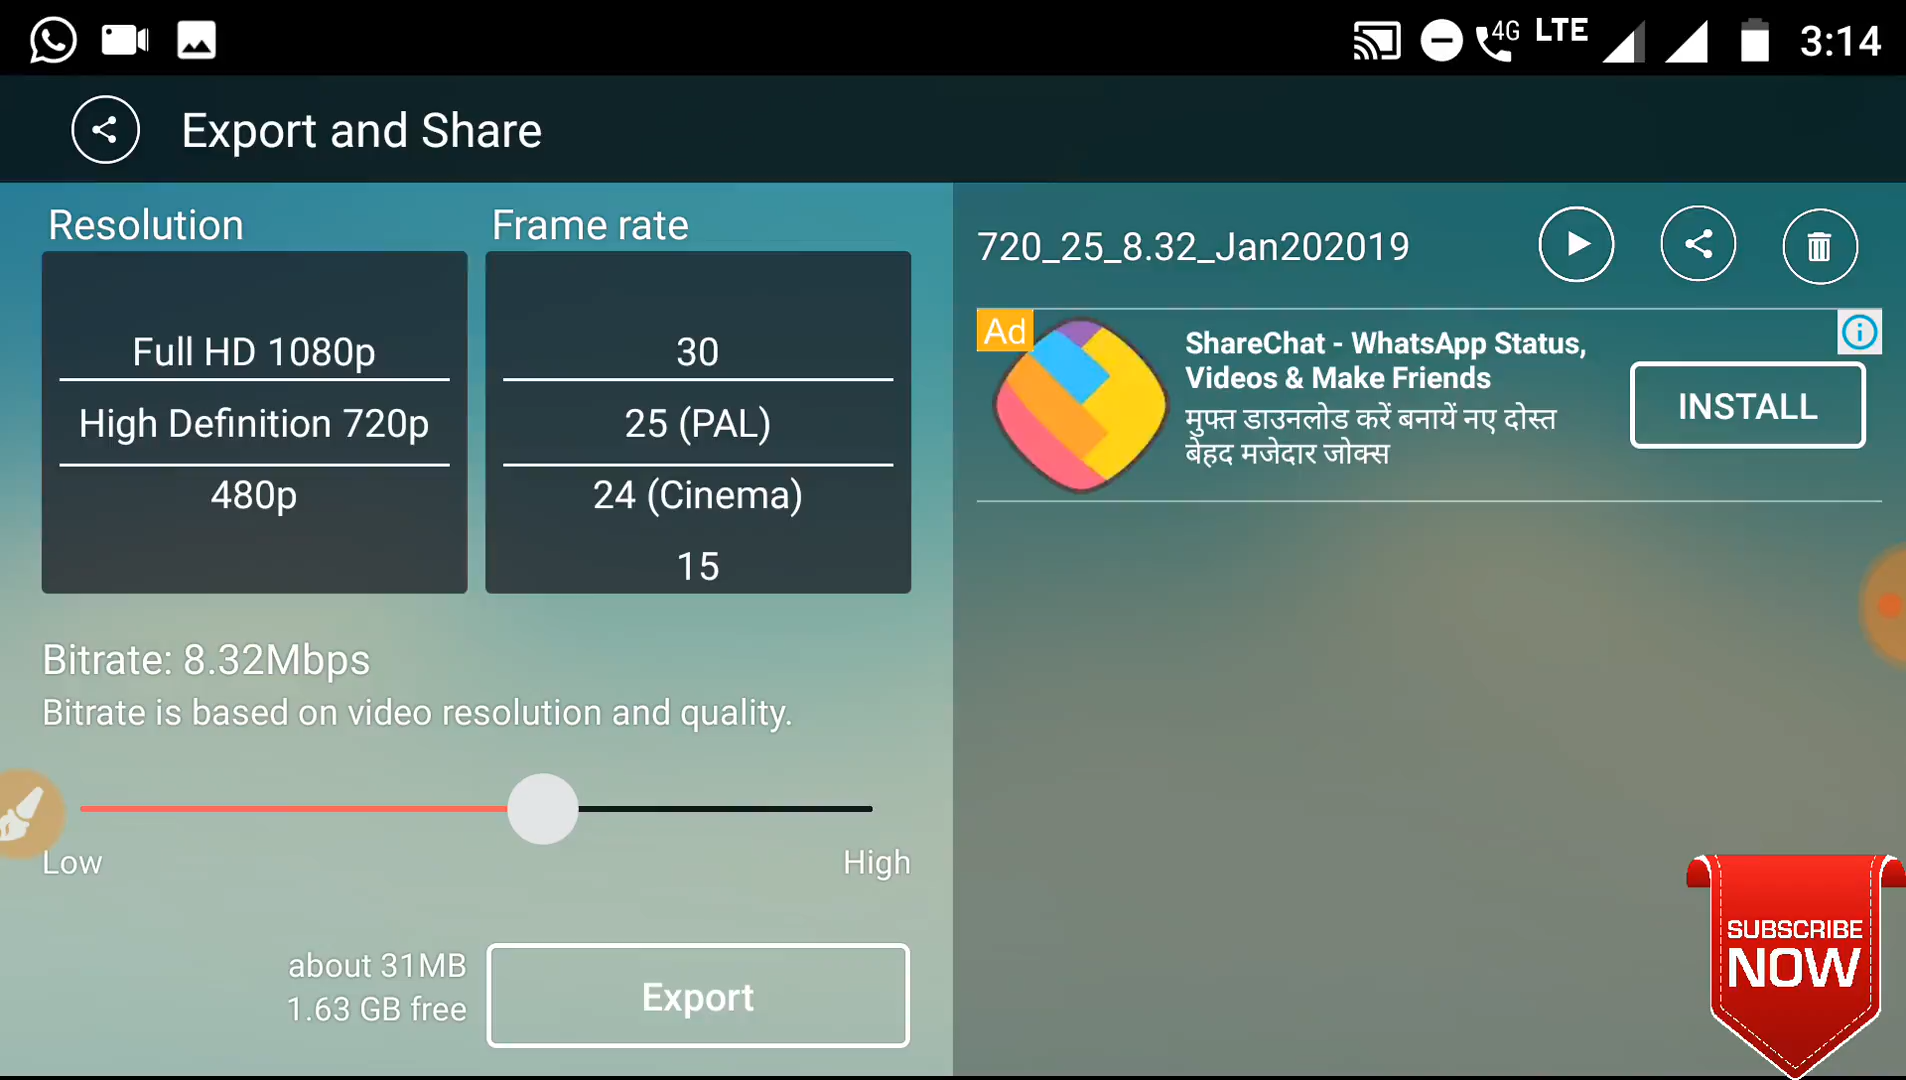 4G LTE 3:14
Export and Share
Resolution
Full HD 1080p
High Definition 720p
480p
Frame rate
30
25 (PAL)
24 (Cinema)
15
Bitrate: 8.32Mbps
Bitrate is based on video resolution and quality.
Low
High
about 31MB
1.63 GB free
Export
720_25_8.32_Jan202019
Ad
ShareChat - WhatsApp Status,
Videos & Make Friends
मुफ्त डाउनलोड करें बनायें नए दोस्त
बेहद मजेदार जोक्स
INSTALL
SUBSCRIBE
NOW